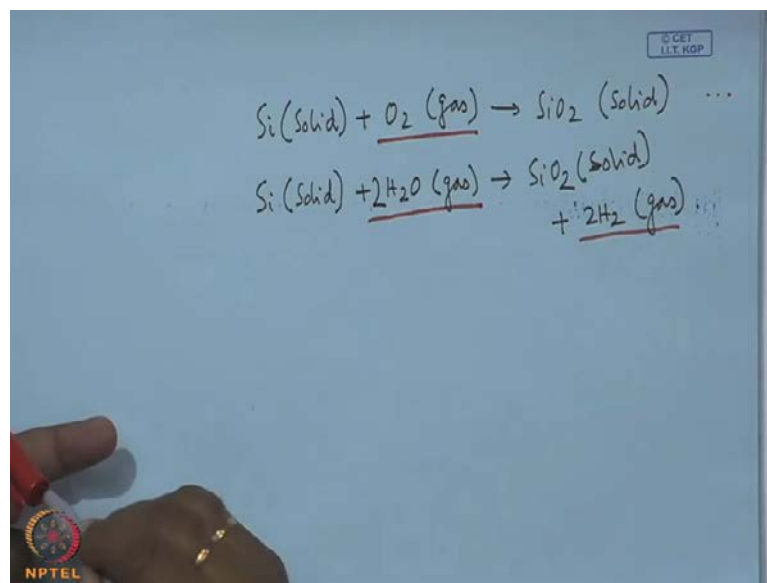 © CET
I.I.T. KGP
Si(Solid) + O₂ (gas) → SiO₂ (Solid) ...
Si(Solid) + 2H₂O (gas) → SiO₂ (Solid)
+ 2H₂ (gas)
NPTEL